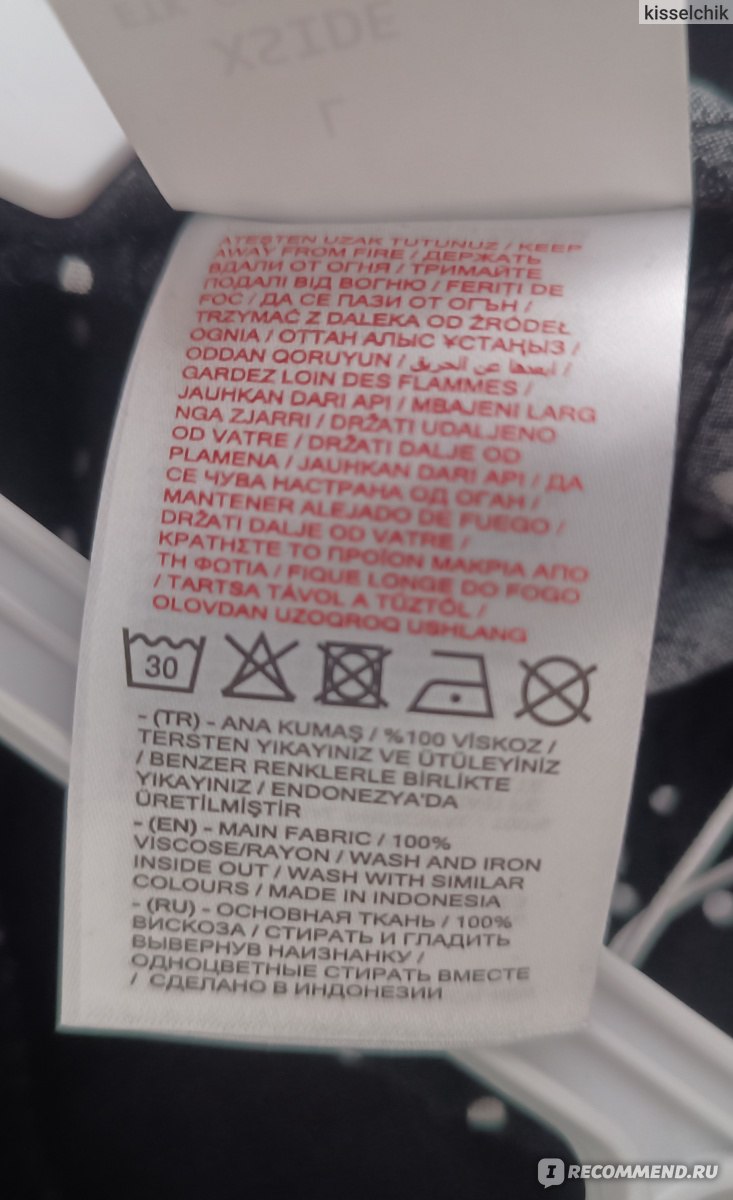 kisselchik
XSIDE
ATEŞTEN UZAK TUTUNUZ / KEEP
AWAY FROM FIRE / ДЕРЖАТЬ
ВДАЛИ ОТ ОГНЯ / ТРИМАЙТЕ
ПОДАЛІ ВІД ВОГНЮ / FERIȚI DE
FOC / ДА СЕ ПАЗИ ОТ ОГЪН /
TRZYMAĆ Z DALEKA OD ŹRÓDEŁ
OGNIA / ОТТАН АЛЫС ҰСТАҢЫЗ /
ODDAN QORUYUN / ابعدها عن الحريق /
GARDEZ LOIN DES FLAMMES /
JAUHKAN DARI API / MBAJENI LARG
NGA ZJARRI / DRŽATI UDALJENO
OD VATRE / DRŽATI DALJE OD
PLAMENA / JAUHKAN DARI API / ДА
СЕ ЧУВА НАСТРАНА ОД ОГАН /
MANTENER ALEJADO DE FUEGO /
DRŽATI DALJE OD VATRE /
ΚΡΑΤΗΣΤΕ ΤΟ ΠΡΟΪΟΝ ΜΑΚΡΙΑ ΑΠΟ
ΤΗ ΦΩΤΙΑ / FIQUE LONGE DO FOGO
/ TARTSA TÁVOL A TŰZTŐL /
OLOVDAN UZOQROQ USHLANG
30
- (TR) - ANA KUMAŞ / %100 VİSKOZ /
TERSTEN YIKAYINIZ VE ÜTÜLEYİNİZ
/ BENZER RENKLERLE BİRLİKTE
YIKAYINIZ / ENDONEZYA'DA
ÜRETİLMİŞTİR
- (EN) - MAIN FABRIC / 100%
VISCOSE/RAYON / WASH AND IRON
INSIDE OUT / WASH WITH SIMILAR
COLOURS / MADE IN INDONESIA
- (RU) - ОСНОВНАЯ ТКАНЬ / 100%
ВИСКОЗА / СТИРАТЬ И ГЛАДИТЬ
ВЫВЕРНУВ НАИЗНАНКУ /
ОДНОЦВЕТНЫЕ СТИРАТЬ ВМЕСТЕ
/ СДЕЛАНО В ИНДОНЕЗИИ
IRECOMMEND.RU